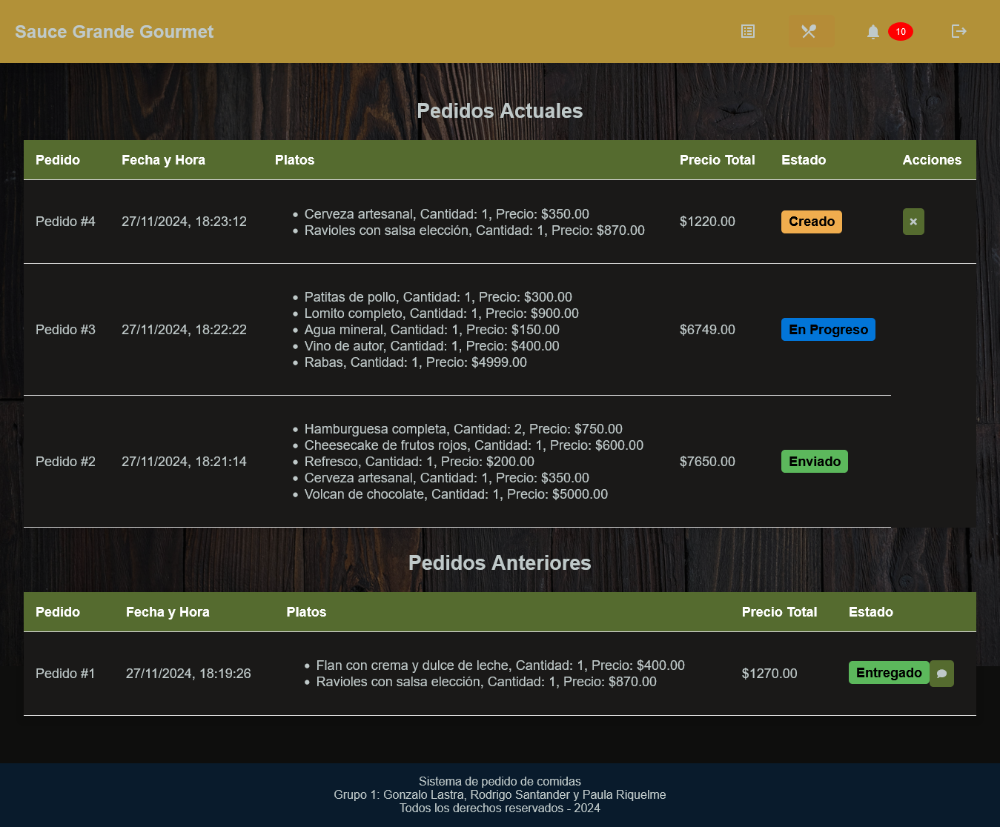 Sauce Grande Gourmet
10
Pedidos Actuales
Pedido Fecha y Hora Platos Precio Total Estado Acciones
Pedido #4 27/11/2024, 18:23:12
• Cerveza artesanal, Cantidad: 1, Precio: $350.00
• Ravioles con salsa elección, Cantidad: 1, Precio: $870.00
$1220.00 Creado ×
Pedido #3 27/11/2024, 18:22:22
• Patitas de pollo, Cantidad: 1, Precio: $300.00
• Lomito completo, Cantidad: 1, Precio: $900.00
• Agua mineral, Cantidad: 1, Precio: $150.00
• Vino de autor, Cantidad: 1, Precio: $400.00
• Rabas, Cantidad: 1, Precio: $4999.00
$6749.00 En Progreso
Pedido #2 27/11/2024, 18:21:14
• Hamburguesa completa, Cantidad: 2, Precio: $750.00
• Cheesecake de frutos rojos, Cantidad: 1, Precio: $600.00
• Refresco, Cantidad: 1, Precio: $200.00
• Cerveza artesanal, Cantidad: 1, Precio: $350.00
• Volcan de chocolate, Cantidad: 1, Precio: $5000.00
$7650.00 Enviado
Pedidos Anteriores
Pedido Fecha y Hora Platos Precio Total Estado
Pedido #1 27/11/2024, 18:19:26
• Flan con crema y dulce de leche, Cantidad: 1, Precio: $400.00
• Ravioles con salsa elección, Cantidad: 1, Precio: $870.00
$1270.00 Entregado
Sistema de pedido de comidas
Grupo 1: Gonzalo Lastra, Rodrigo Santander y Paula Riquelme
Todos los derechos reservados - 2024